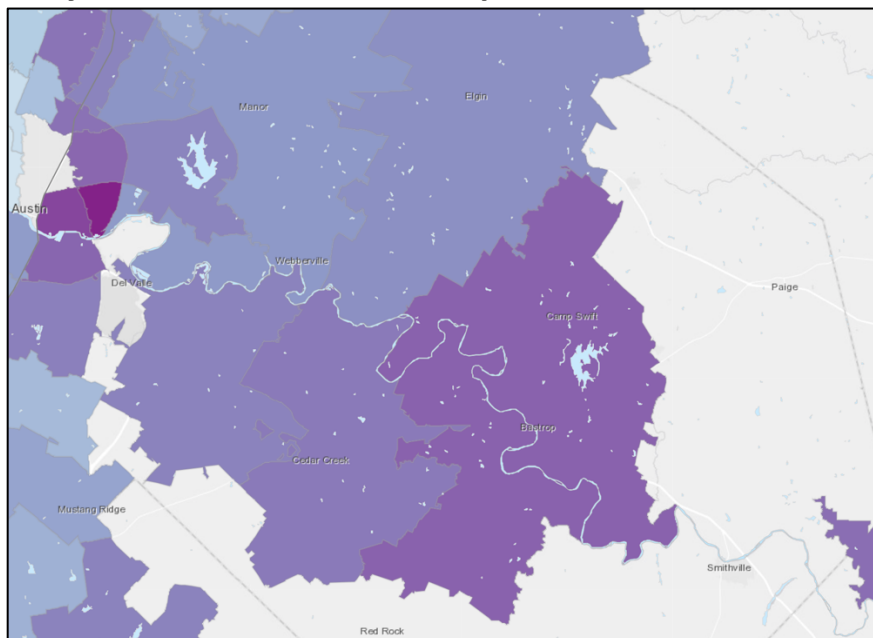 Manor
Elgin
Austin
Webberville
Del Valle
Paige
Camp Swift
Bastrop
Cedar Creek
Mustang Ridge
Smithville
Red Rock